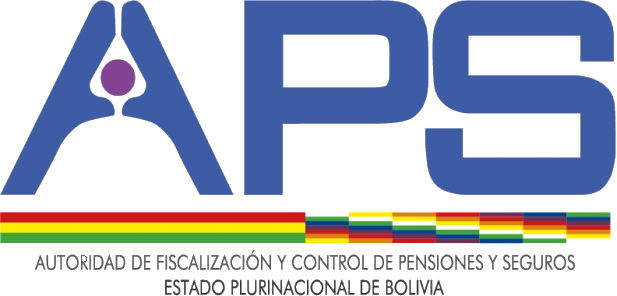 APS
AUTORIDAD DE FISCALIZACIÓN Y CONTROL DE PENSIONES Y SEGUROS
ESTADO PLURINACIONAL DE BOLIVIA